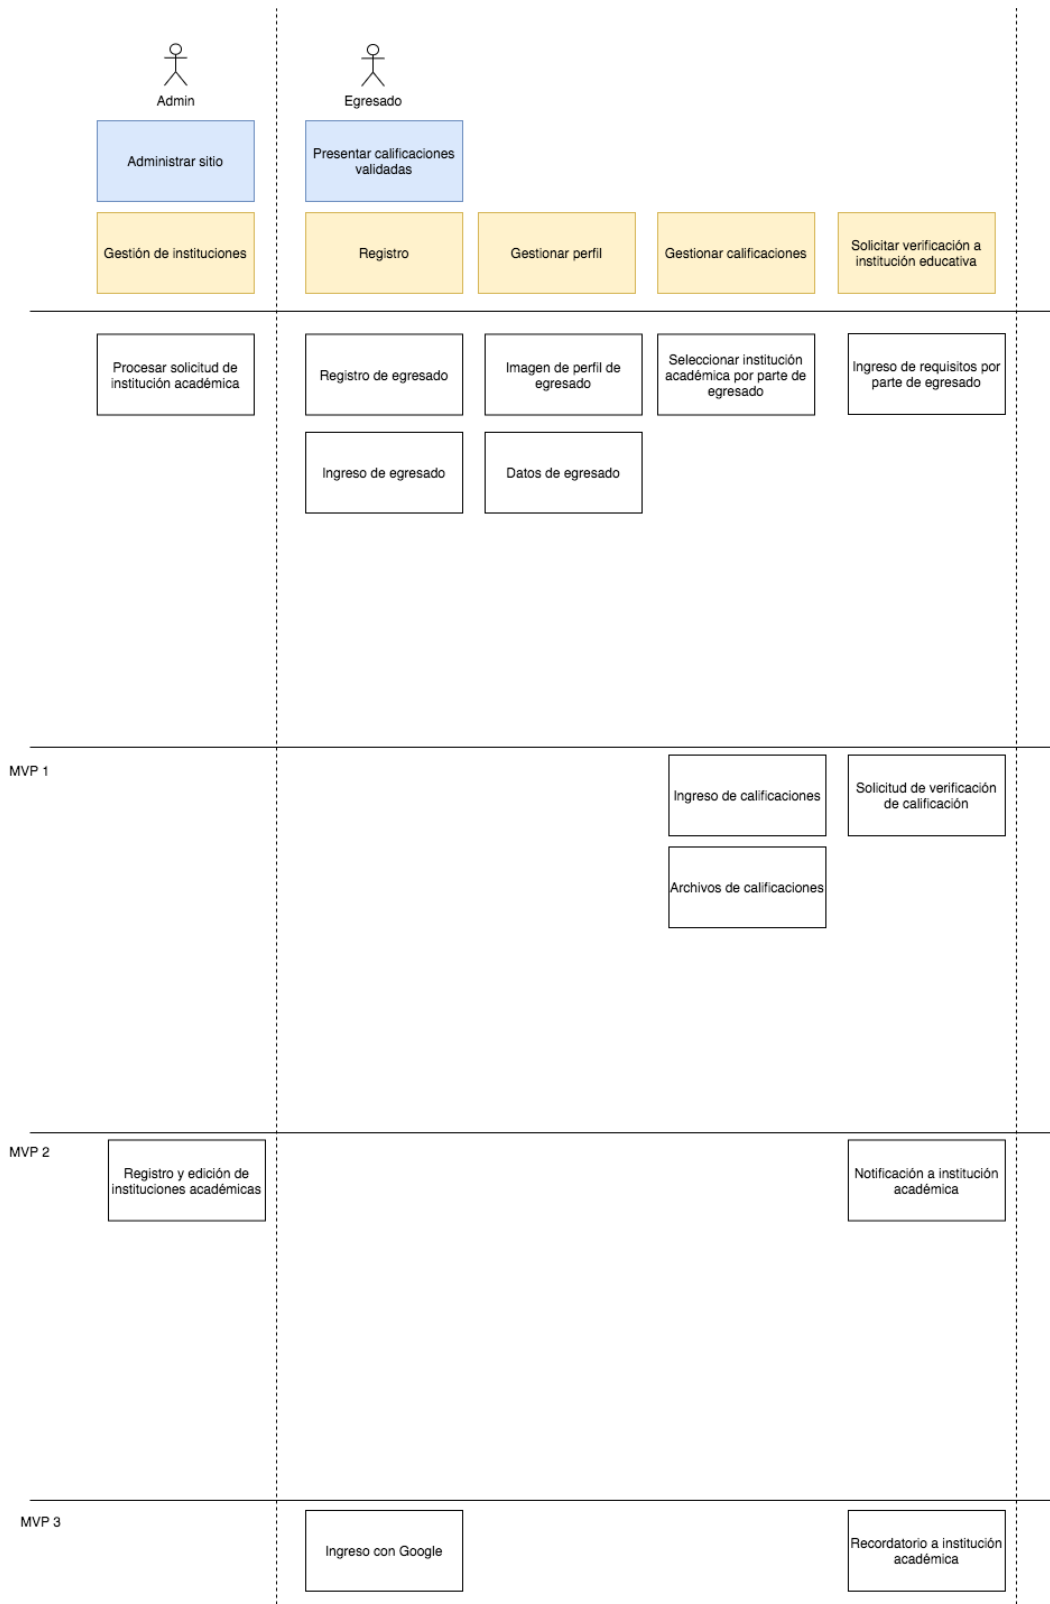 Admin
Egresado
Administrar sitio
Presentar calificaciones
validadas
Gestión de instituciones
Registro
Gestionar perfil
Gestionar calificaciones
Solicitar verificación a
institución educativa
Procesar solicitud de
institución académica
Registro de egresado
Imagen de perfil de
egresado
Seleccionar institución
académica por parte de
egresado
Ingreso de requisitos por
parte de egresado
Ingreso de egresado
Datos de egresado
MVP 1
Ingreso de calificaciones
Solicitud de verificación
de calificación
Archivos de calificaciones
MVP 2
Registro y edición de
instituciones académicas
Notificación a institución
académica
MVP 3
Ingreso con Google
Recordatorio a institución
académica